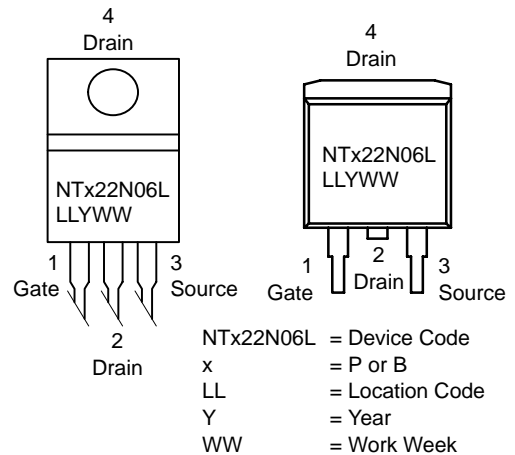 4
Drain
NTx22N06L
LLYWW
1
Gate
3
Source
2
Drain
4
Drain
NTx22N06L
LLYWW
1
Gate
2
Drain
3
Source
NTx22N06L = Device Code
x = P or B
LL = Location Code
Y = Year
WW = Work Week